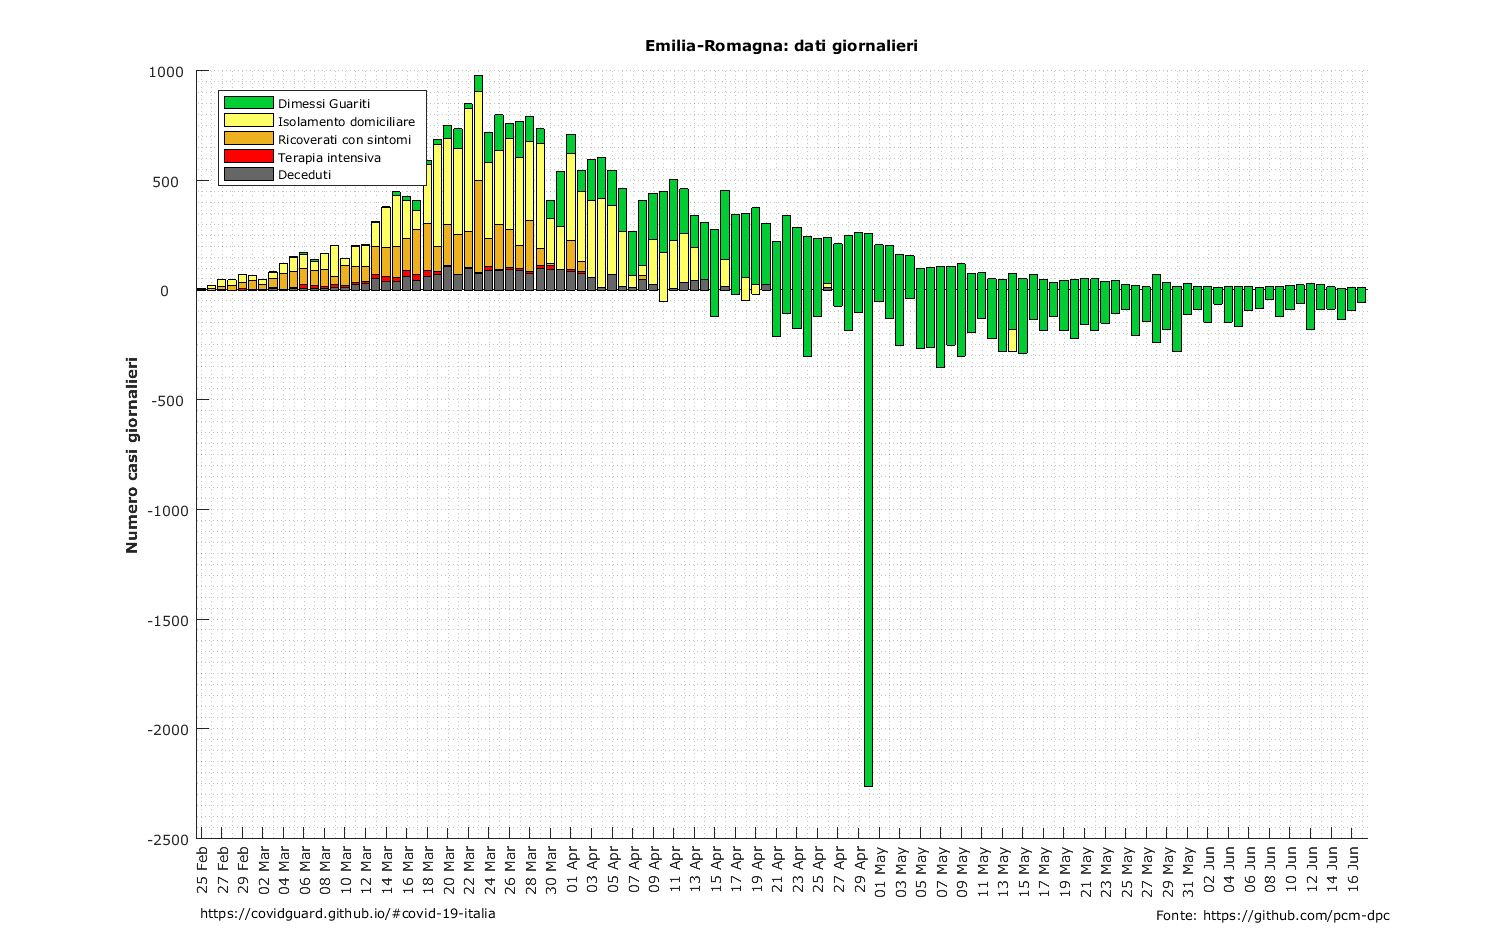 Emilia-Romagna: dati giornalieri
1000
500
0
-500
-1000
-1500
-2000
-2500
Numero casi giornalieri
Dimessi Guariti
Isolamento domiciliare
Ricoverati con sintomi
Terapia intensiva
Deceduti
25 Feb
27 Feb
29 Feb
02 Mar
04 Mar
06 Mar
08 Mar
10 Mar
12 Mar
14 Mar
16 Mar
18 Mar
20 Mar
22 Mar
24 Mar
26 Mar
28 Mar
30 Mar
01 Apr
03 Apr
05 Apr
07 Apr
09 Apr
11 Apr
13 Apr
15 Apr
17 Apr
19 Apr
21 Apr
23 Apr
25 Apr
27 Apr
29 Apr
01 May
03 May
05 May
07 May
09 May
11 May
13 May
15 May
17 May
19 May
21 May
23 May
25 May
27 May
29 May
31 May
02 Jun
04 Jun
06 Jun
08 Jun
10 Jun
12 Jun
14 Jun
16 Jun
https://covidguard.github.io/#covid-19-italia
Fonte: https://github.com/pcm-dpc